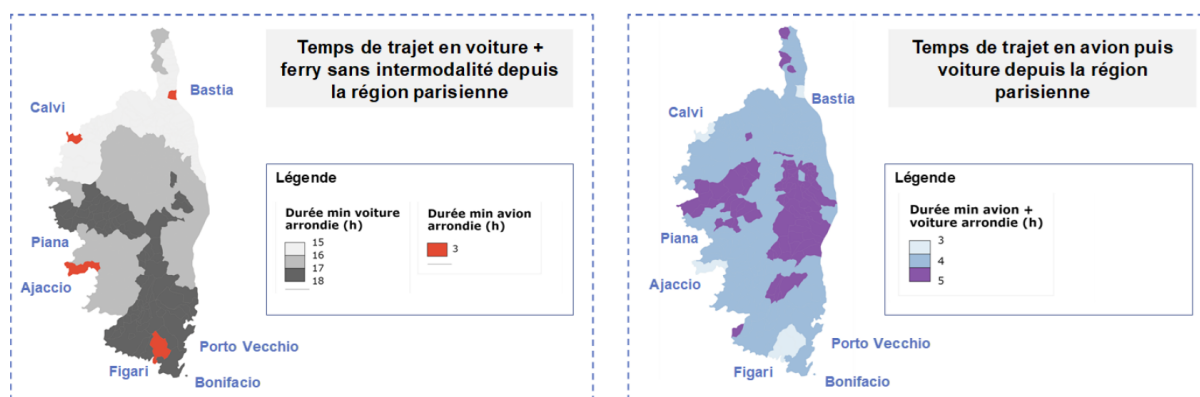 Temps de trajet en voiture +
ferry sans intermodalité depuis
la région parisienne
Bastia
Calvi
Légende
Durée min voiture
arrondie (h)
15
16
17
18
Durée min avion
arrondie (h)
3
Piana
Ajaccio
Porto Vecchio
Figari
Bonifacio
Temps de trajet en avion puis
voiture depuis la région
parisienne
Bastia
Calvi
Légende
Durée min avion +
voiture arrondie (h)
3
4
5
Piana
Ajaccio
Porto Vecchio
Figari
Bonifacio